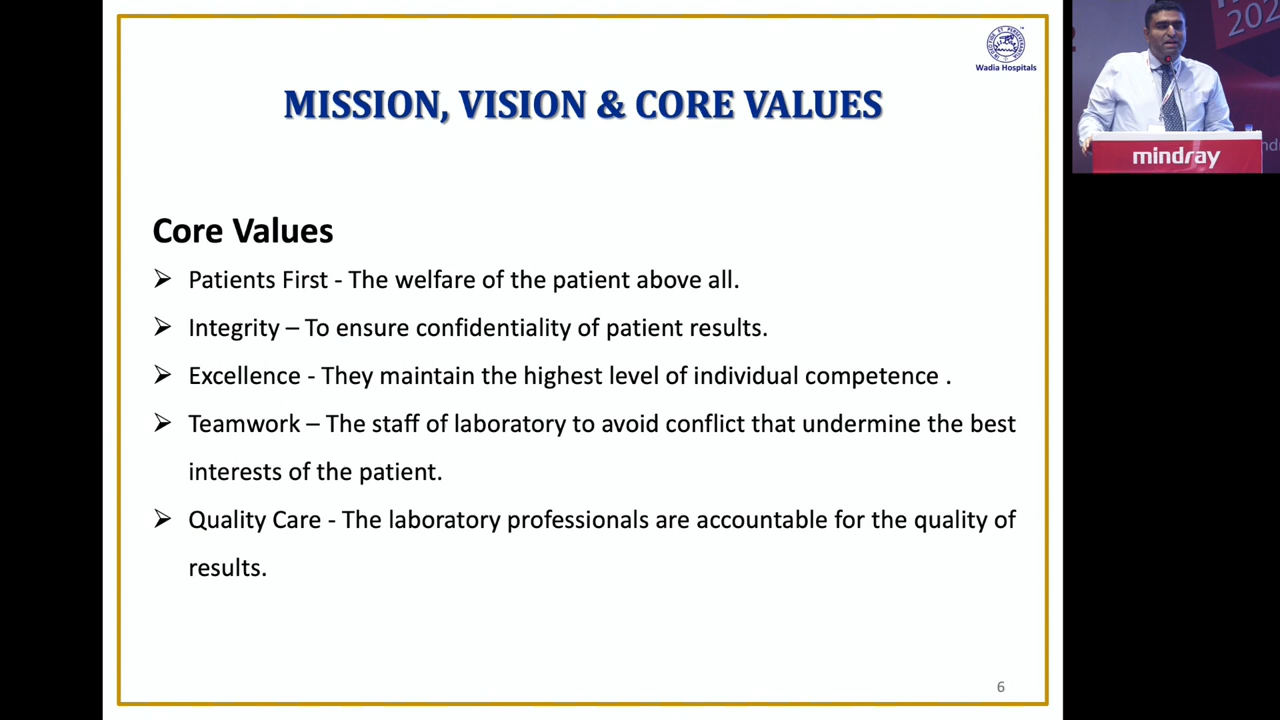 Wadia Hospitals
MISSION, VISION & CORE VALUES
Core Values
➢ Patients First - The welfare of the patient above all.
➢ Integrity – To ensure confidentiality of patient results.
➢ Excellence - They maintain the highest level of individual competence .
➢ Teamwork – The staff of laboratory to avoid conflict that undermine the best
interests of the patient.
➢ Quality Care - The laboratory professionals are accountable for the quality of
results.
6
mindray